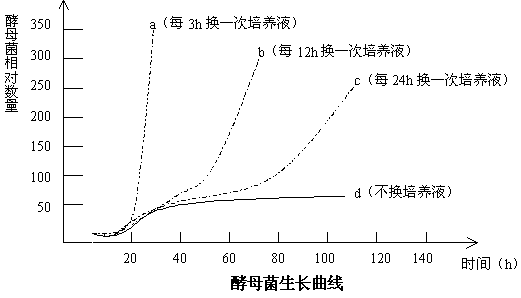 酵母菌相对数量
350
300
250
200
150
100
50
a（每 3h 换一次培养液）
b（每 12h 换一次培养液）
c（每 24h 换一次培养液）
d（不换培养液）
20 40 60 80 100 120 140
时间（h）
酵母菌生长曲线